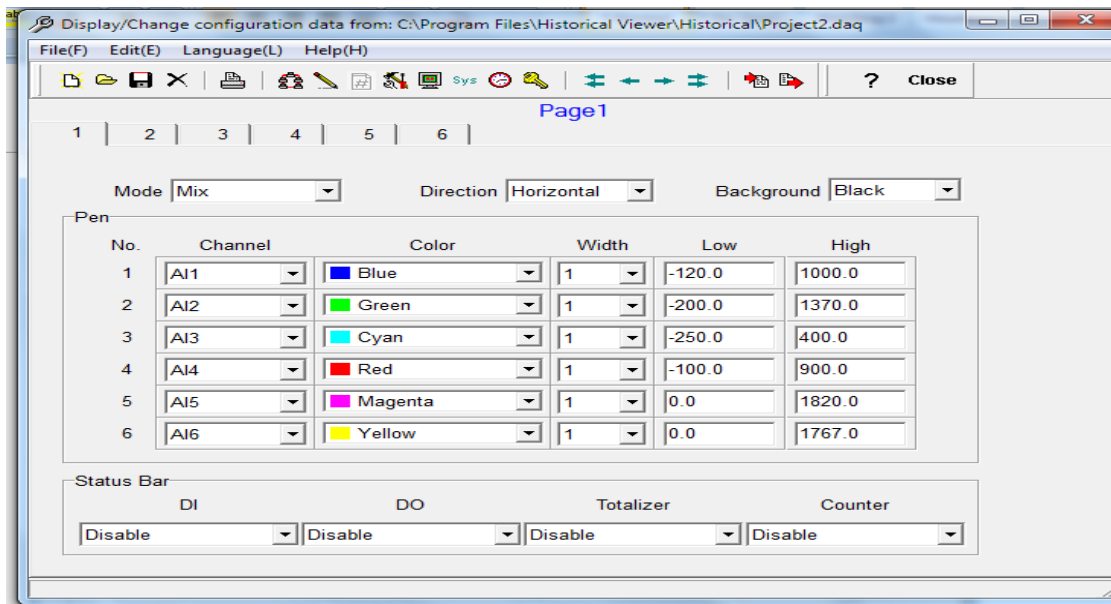 Display/Change configuration data from: C:\Program Files\Historical Viewer\Historical\Project2.daq
File(F) Edit(E) Language(L) Help(H)
# Sys ? Close
Page1
1 2 3 4 5 6
Mode Mix Direction Horizontal Background Black
Pen
No. Channel Color Width Low High
1 AI1 Blue 1 -120.0 1000.0
2 AI2 Green 1 -200.0 1370.0
3 AI3 Cyan 1 -250.0 400.0
4 AI4 Red 1 -100.0 900.0
5 AI5 Magenta 1 0.0 1820.0
6 AI6 Yellow 1 0.0 1767.0
Status Bar
DI DO Totalizer Counter
Disable Disable Disable Disable